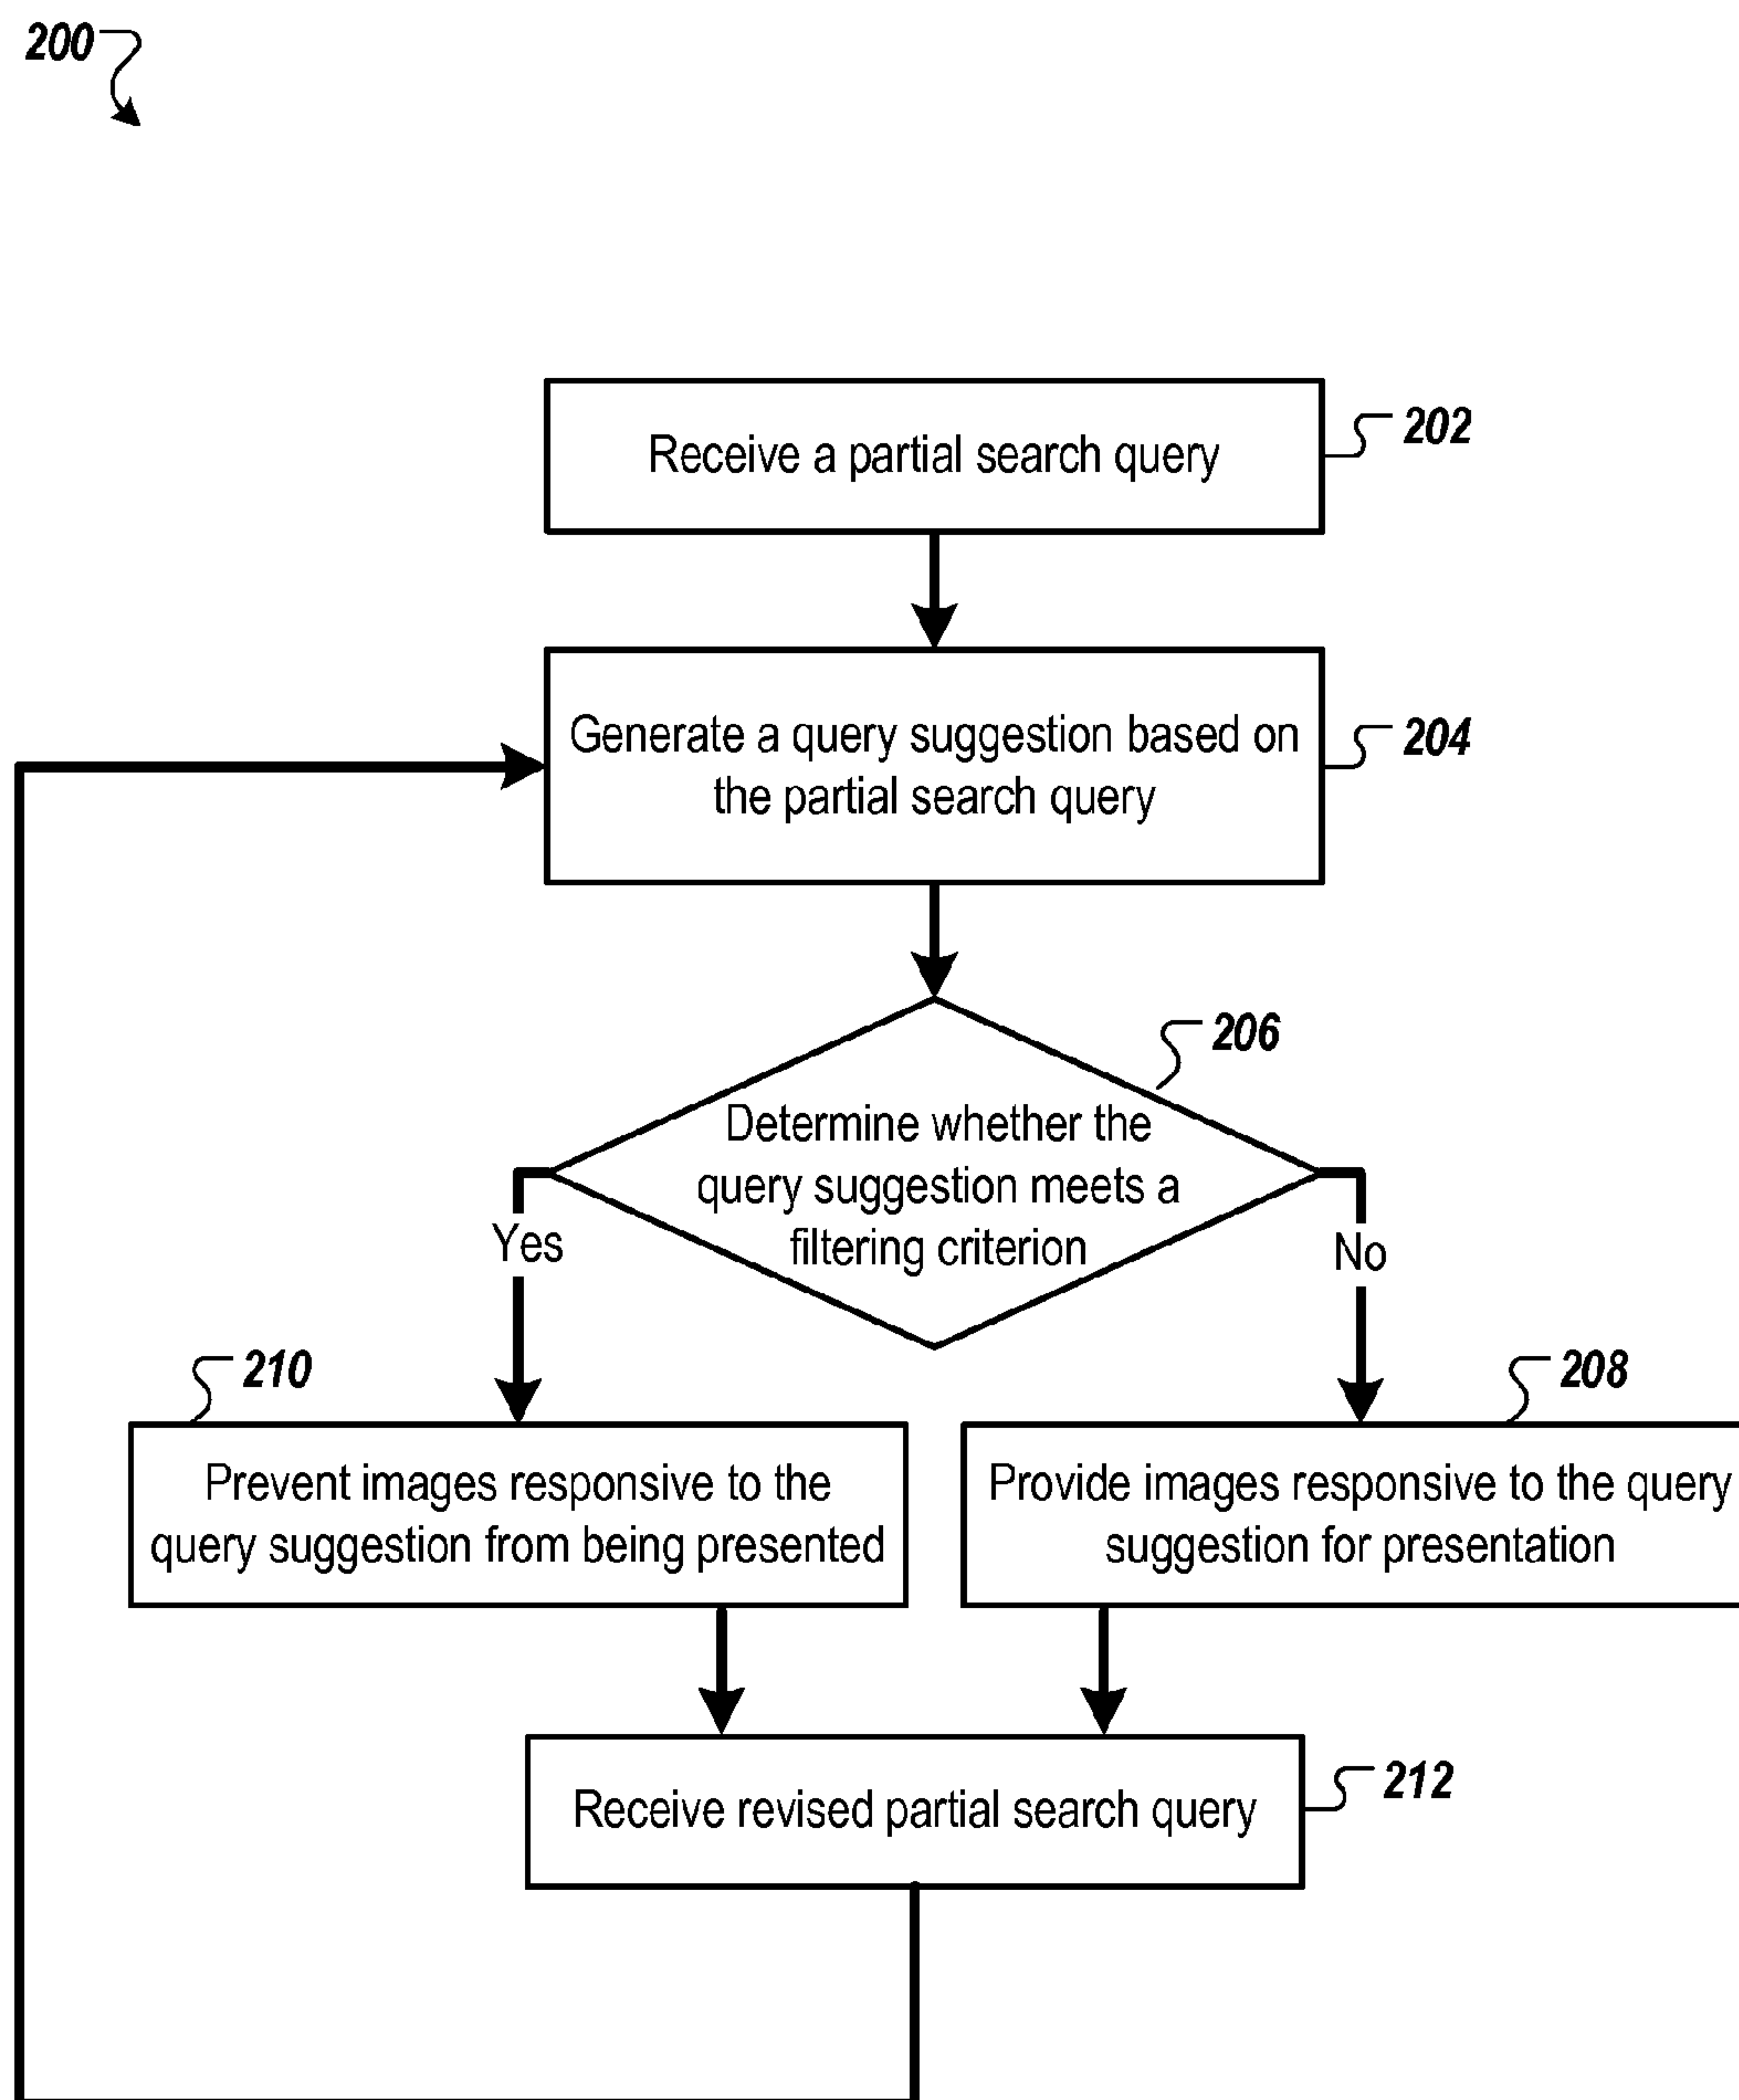 200
Receive a partial search query
202
Generate a query suggestion based on
the partial search query
204
206
Determine whether the
query suggestion meets a
filtering criterion
Yes
No
210
208
Prevent images responsive to the
query suggestion from being presented
Provide images responsive to the query
suggestion for presentation
Receive revised partial search query
212